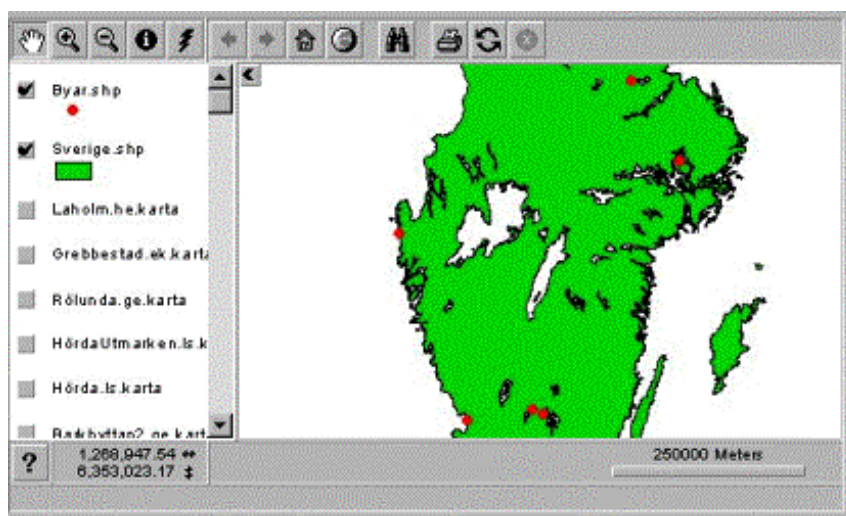 Byar.shp
Sverige.shp
Laholm.he.karta
Grebbestad.ek.karta
Rölunda.ge.karta
HördaUtmarken.ls.k
Hörda.ls.karta
?
1,268,947.54 ↔
6,353,023.17 ↕
250000 Meters